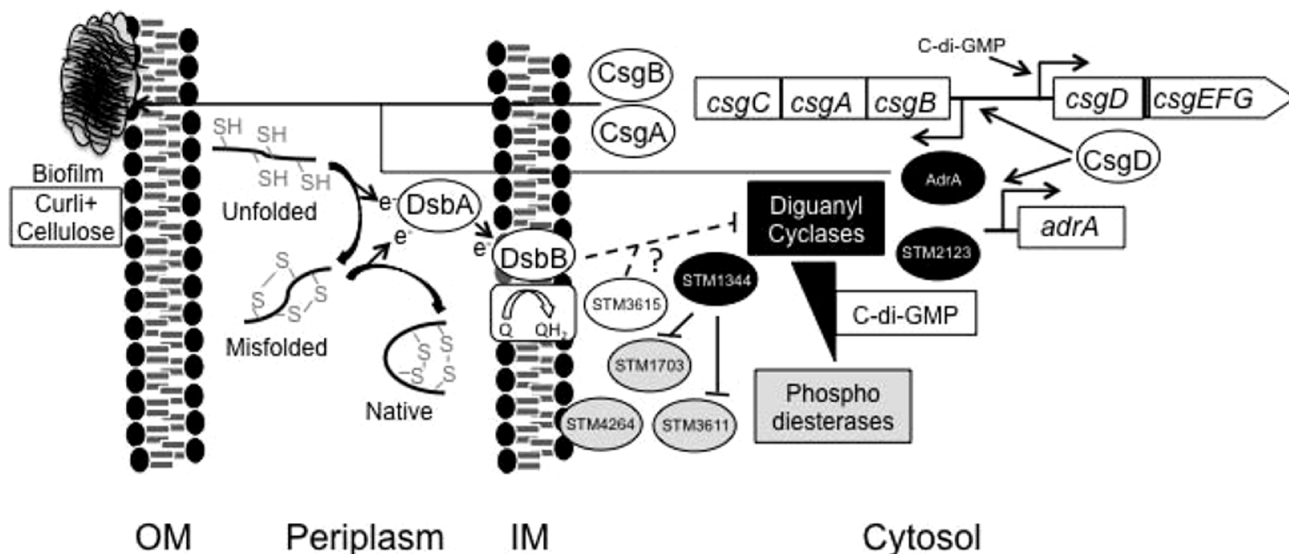 C-di-GMP
CsgB
csgC
csgA
csgB
csgD
csgEFG
CsgA
SH
SH
SH
SH
Biofilm
Curli+
Cellulose
Unfolded
e-
DsbA
e-
e-
DsbB
AdrA
CsgD
Diguanyl
Cyclases
adrA
STM2123
?
STM1344
STM3615
C-di-GMP
S
S
S
S
Misfolded
Q
QH2
STM1703
S
S
S
S
Native
Phospho
diesterases
STM4264
STM3611
OM
Periplasm
IM
Cytosol